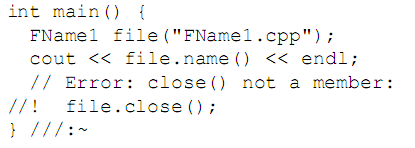 int main() {
  FName1 file("FName1.cpp");
  cout << file.name() << endl;
  // Error: close() not a member:
//!  file.close();
} ///:~